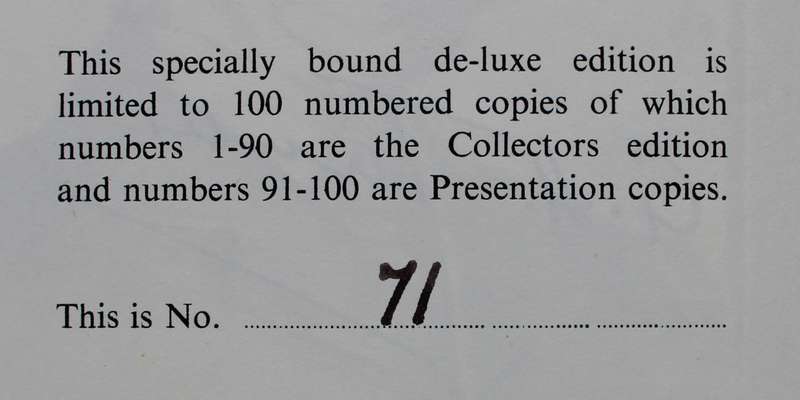 This specially bound de-luxe edition is
limited to 100 numbered copies of which
numbers 1-90 are the Collectors edition
and numbers 91-100 are Presentation copies.
This is No. 71